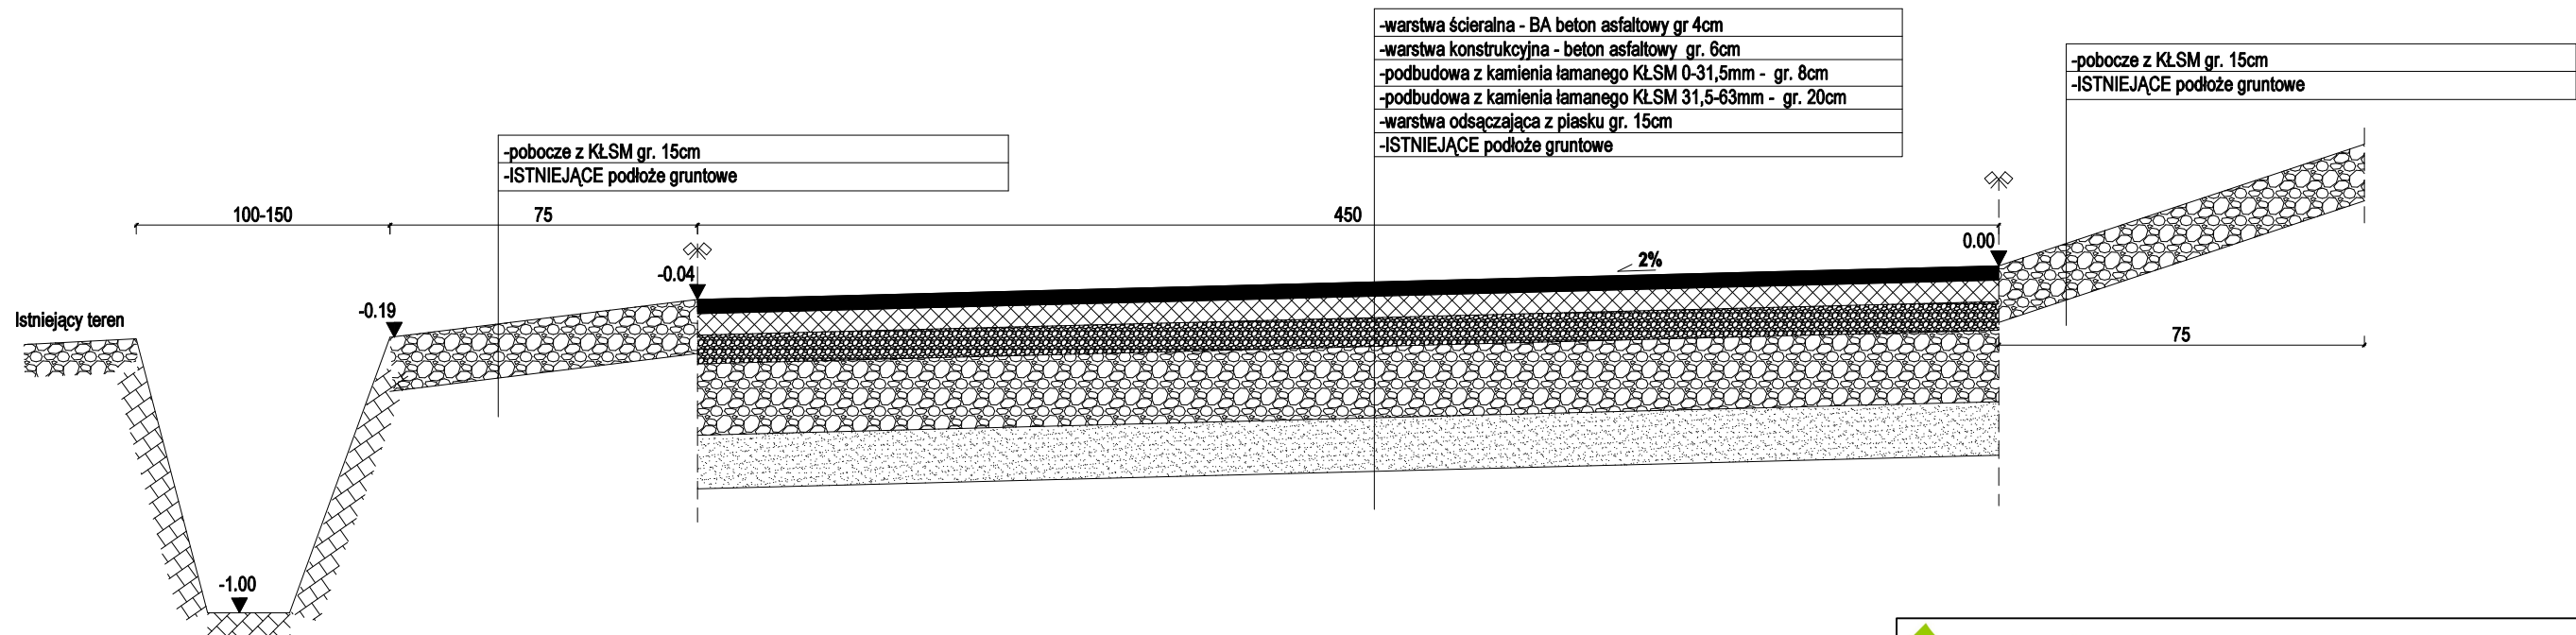 -warstwa ścieralna - BA beton asfaltowy gr 4cm
-warstwa konstrukcyjna - beton asfaltowy gr. 6cm
-podbudowa z kamienia łamanego KŁSM 0-31,5mm - gr. 8cm
-podbudowa z kamienia łamanego KŁSM 31,5-63mm - gr. 20cm
-warstwa odsączająca z piasku gr. 15cm
-ISTNIEJĄCE podłoże gruntowe
-pobocze z KŁSM gr. 15cm
-ISTNIEJĄCE podłoże gruntowe
-pobocze z KŁSM gr. 15cm
-ISTNIEJĄCE podłoże gruntowe
100-150
75
450
0.00
2%
-0.04
-0.19
Istniejący teren
75
-1.00